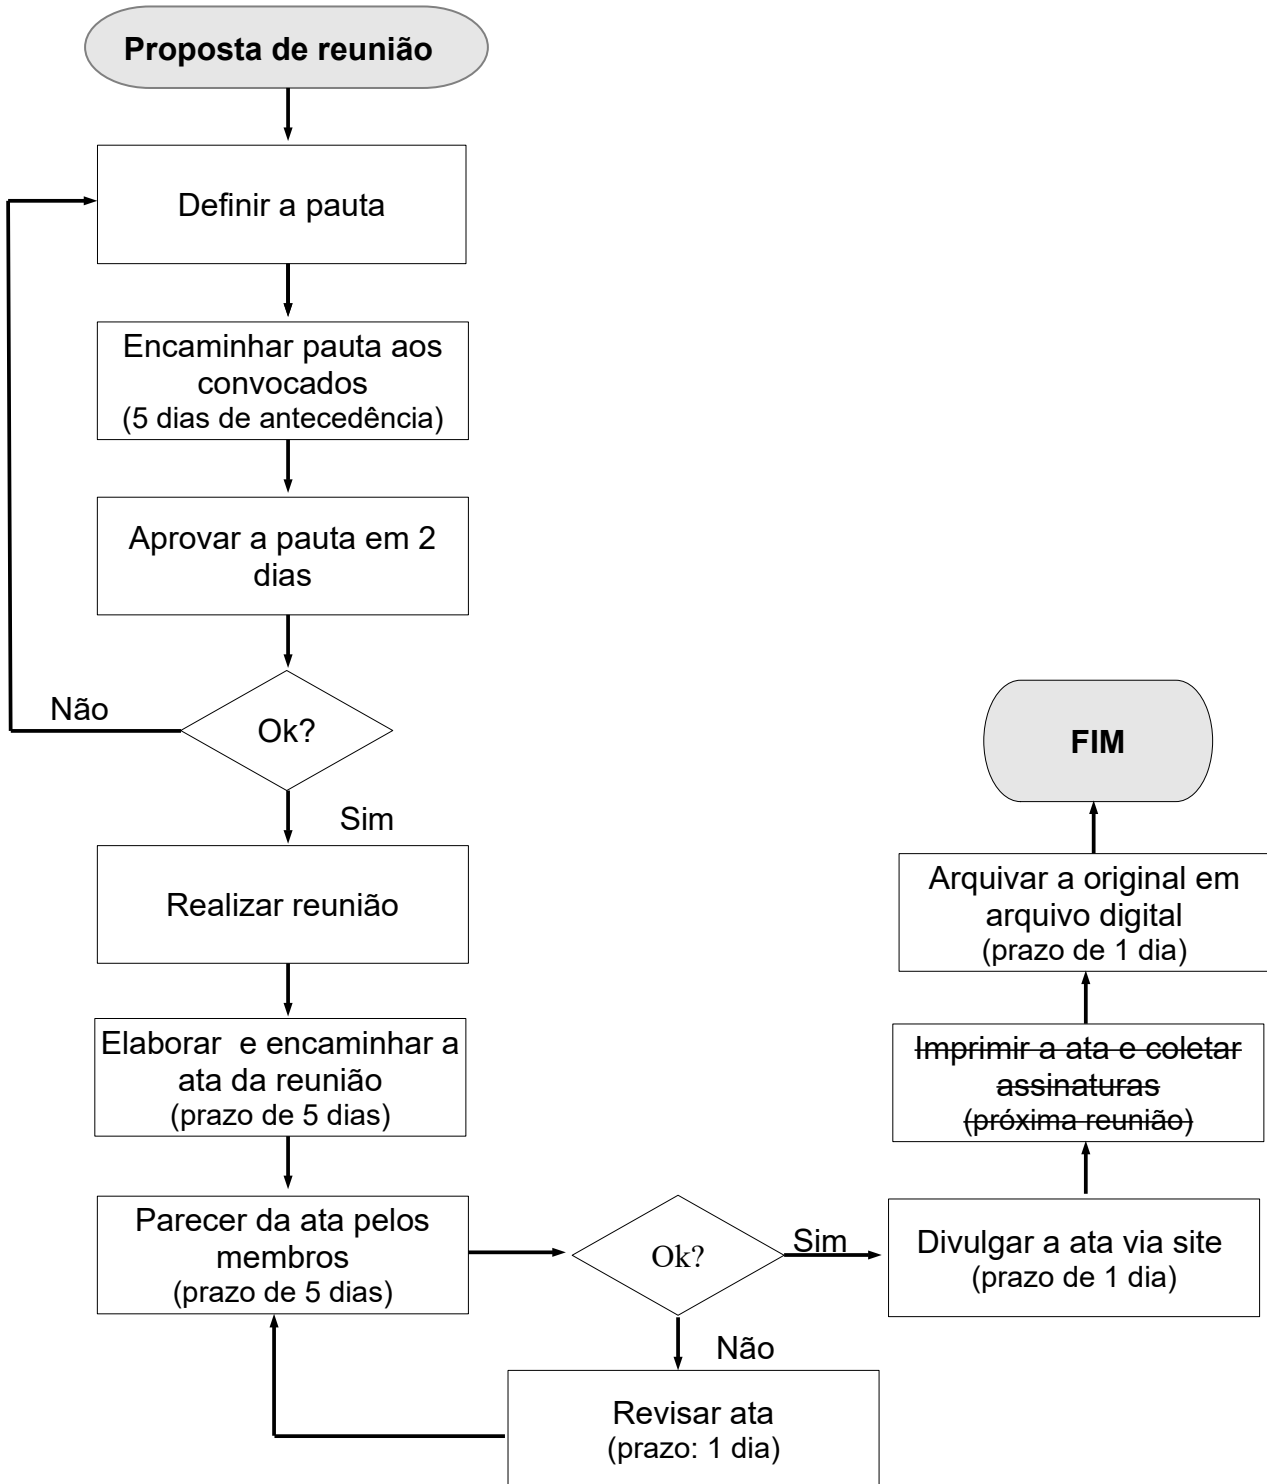 Proposta de reunião
Definir a pauta
Encaminhar pauta aos
convocados
(5 dias de antecedência)
Aprovar a pauta em 2
dias
Não
Ok?
Sim
Realizar reunião
Elaborar  e encaminhar a
ata da reunião
(prazo de 5 dias)
Parecer da ata pelos
membros
(prazo de 5 dias)
Ok?
Não
Revisar ata
(prazo: 1 dia)
Sim
Divulgar a ata via site
(prazo de 1 dia)
Imprimir a ata e coletar
assinaturas
(próxima reunião)
Arquivar a original em
arquivo digital
(prazo de 1 dia)
FIM